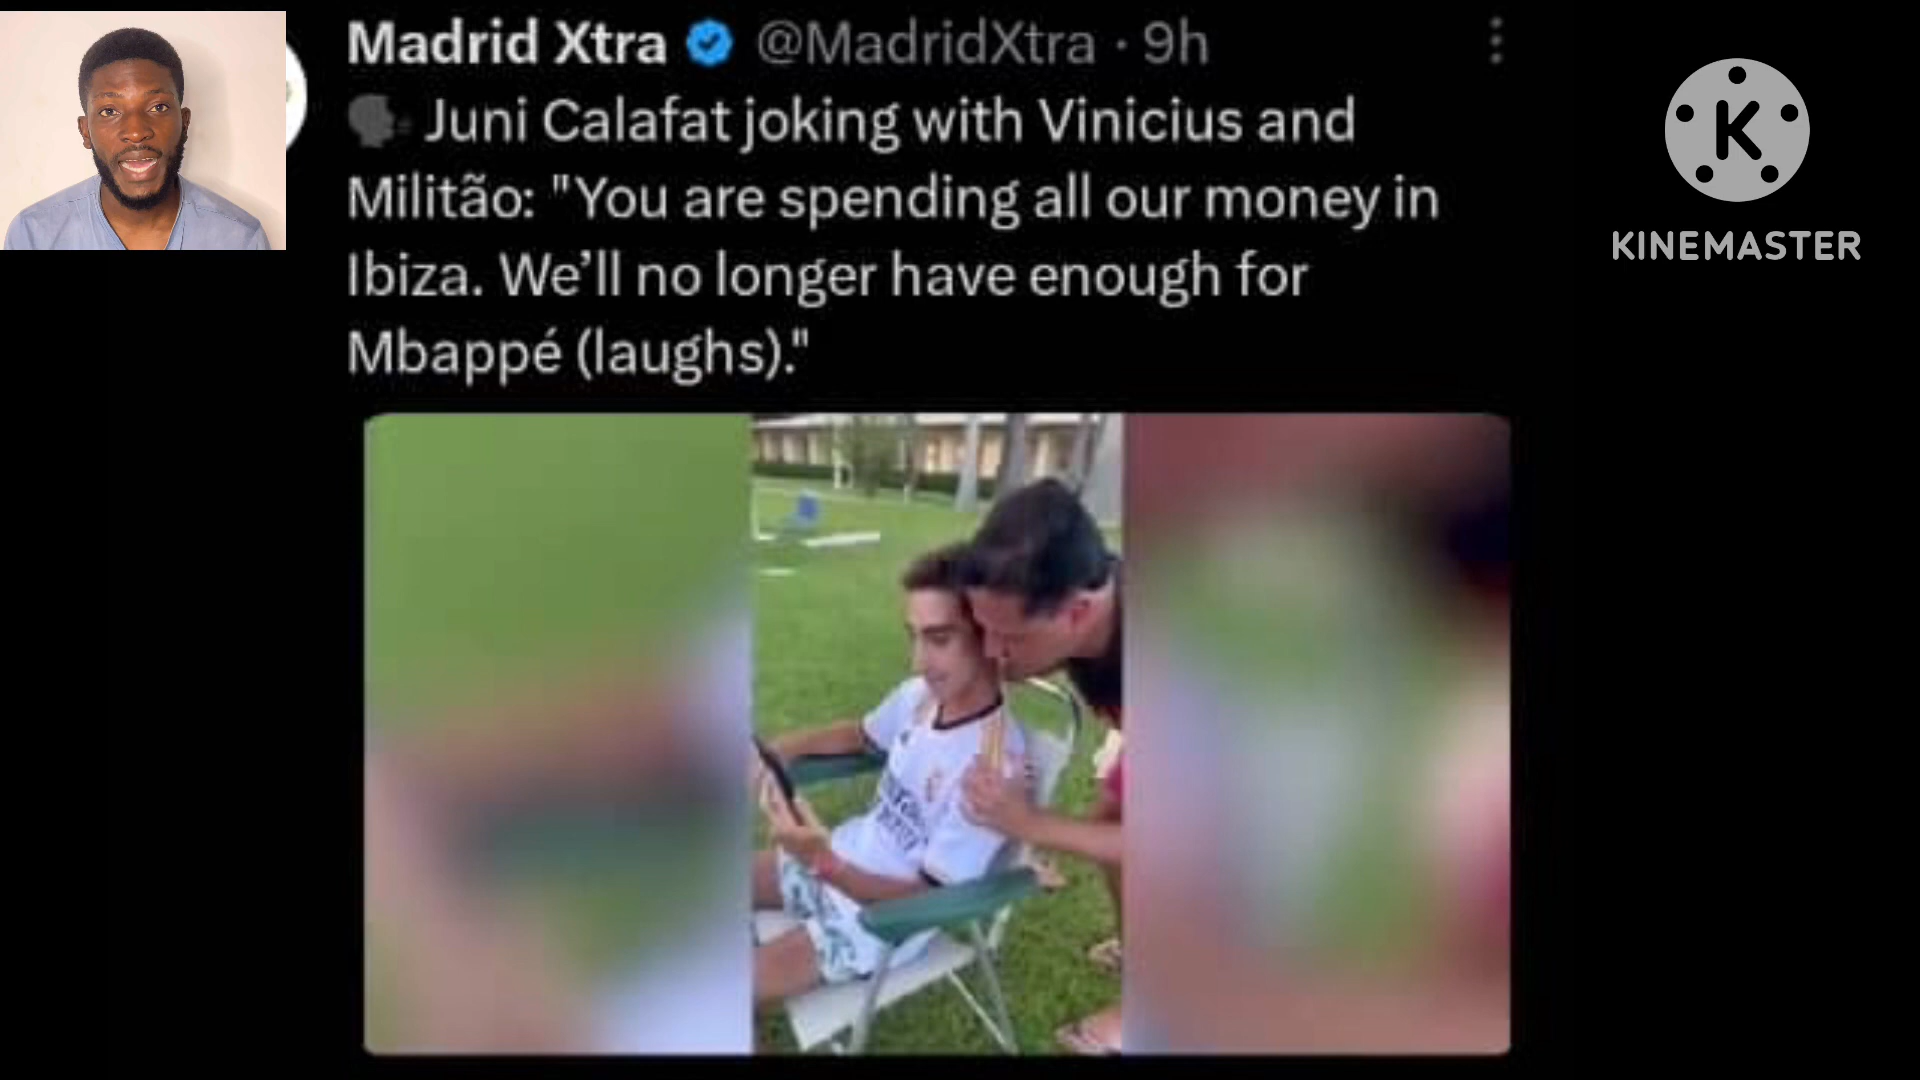 Madrid Xtra @MadridXtra · 9h
Juni Calafat joking with Vinicius and
Militão: "You are spending all our money in
Ibiza. We’ll no longer have enough for
Mbappé (laughs)."
K
KINEMASTER